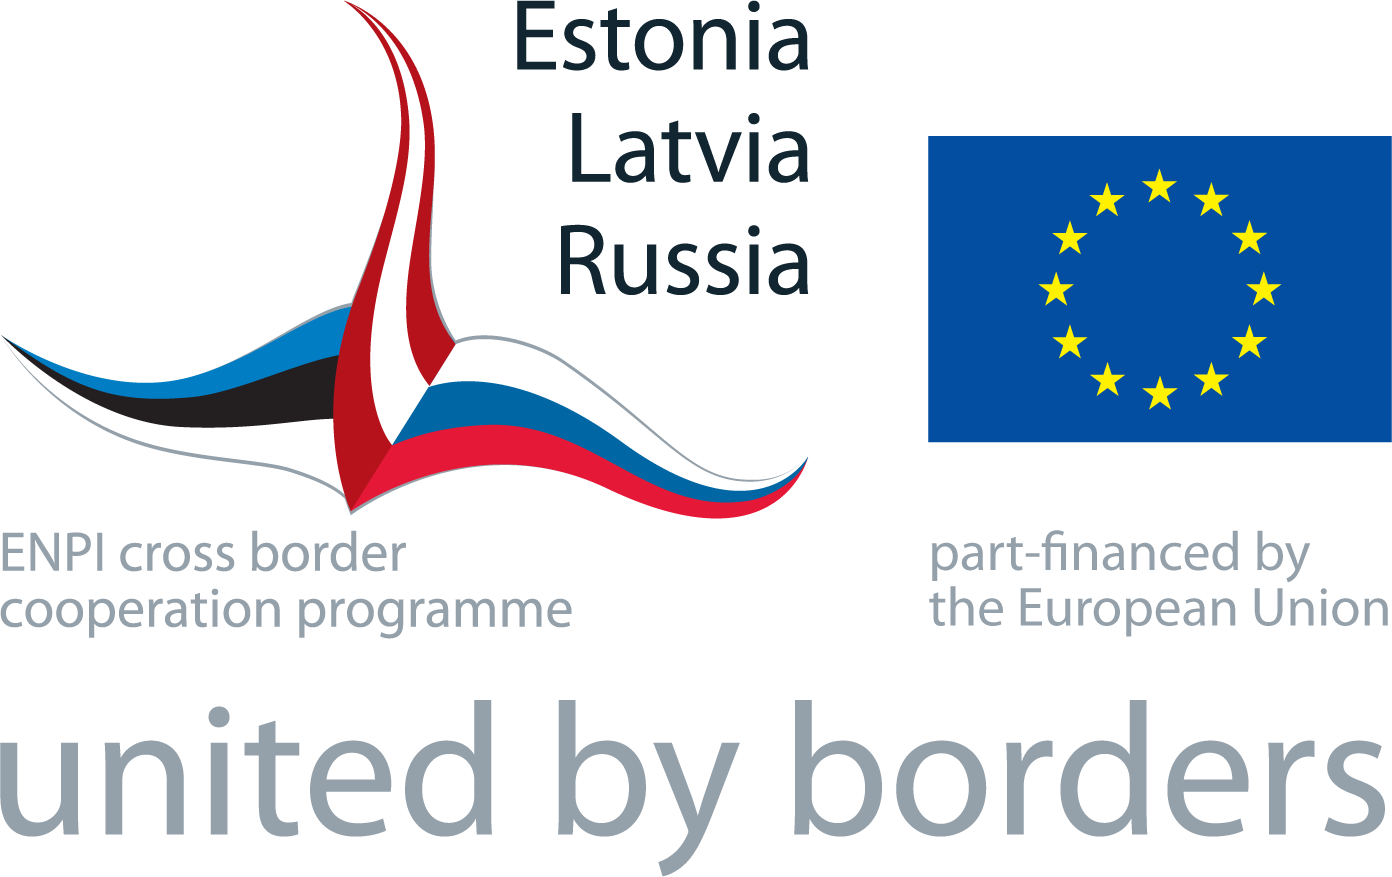 Estonia
Latvia
Russia
ENPI cross border
cooperation programme
part-financed by
the European Union
united by borders